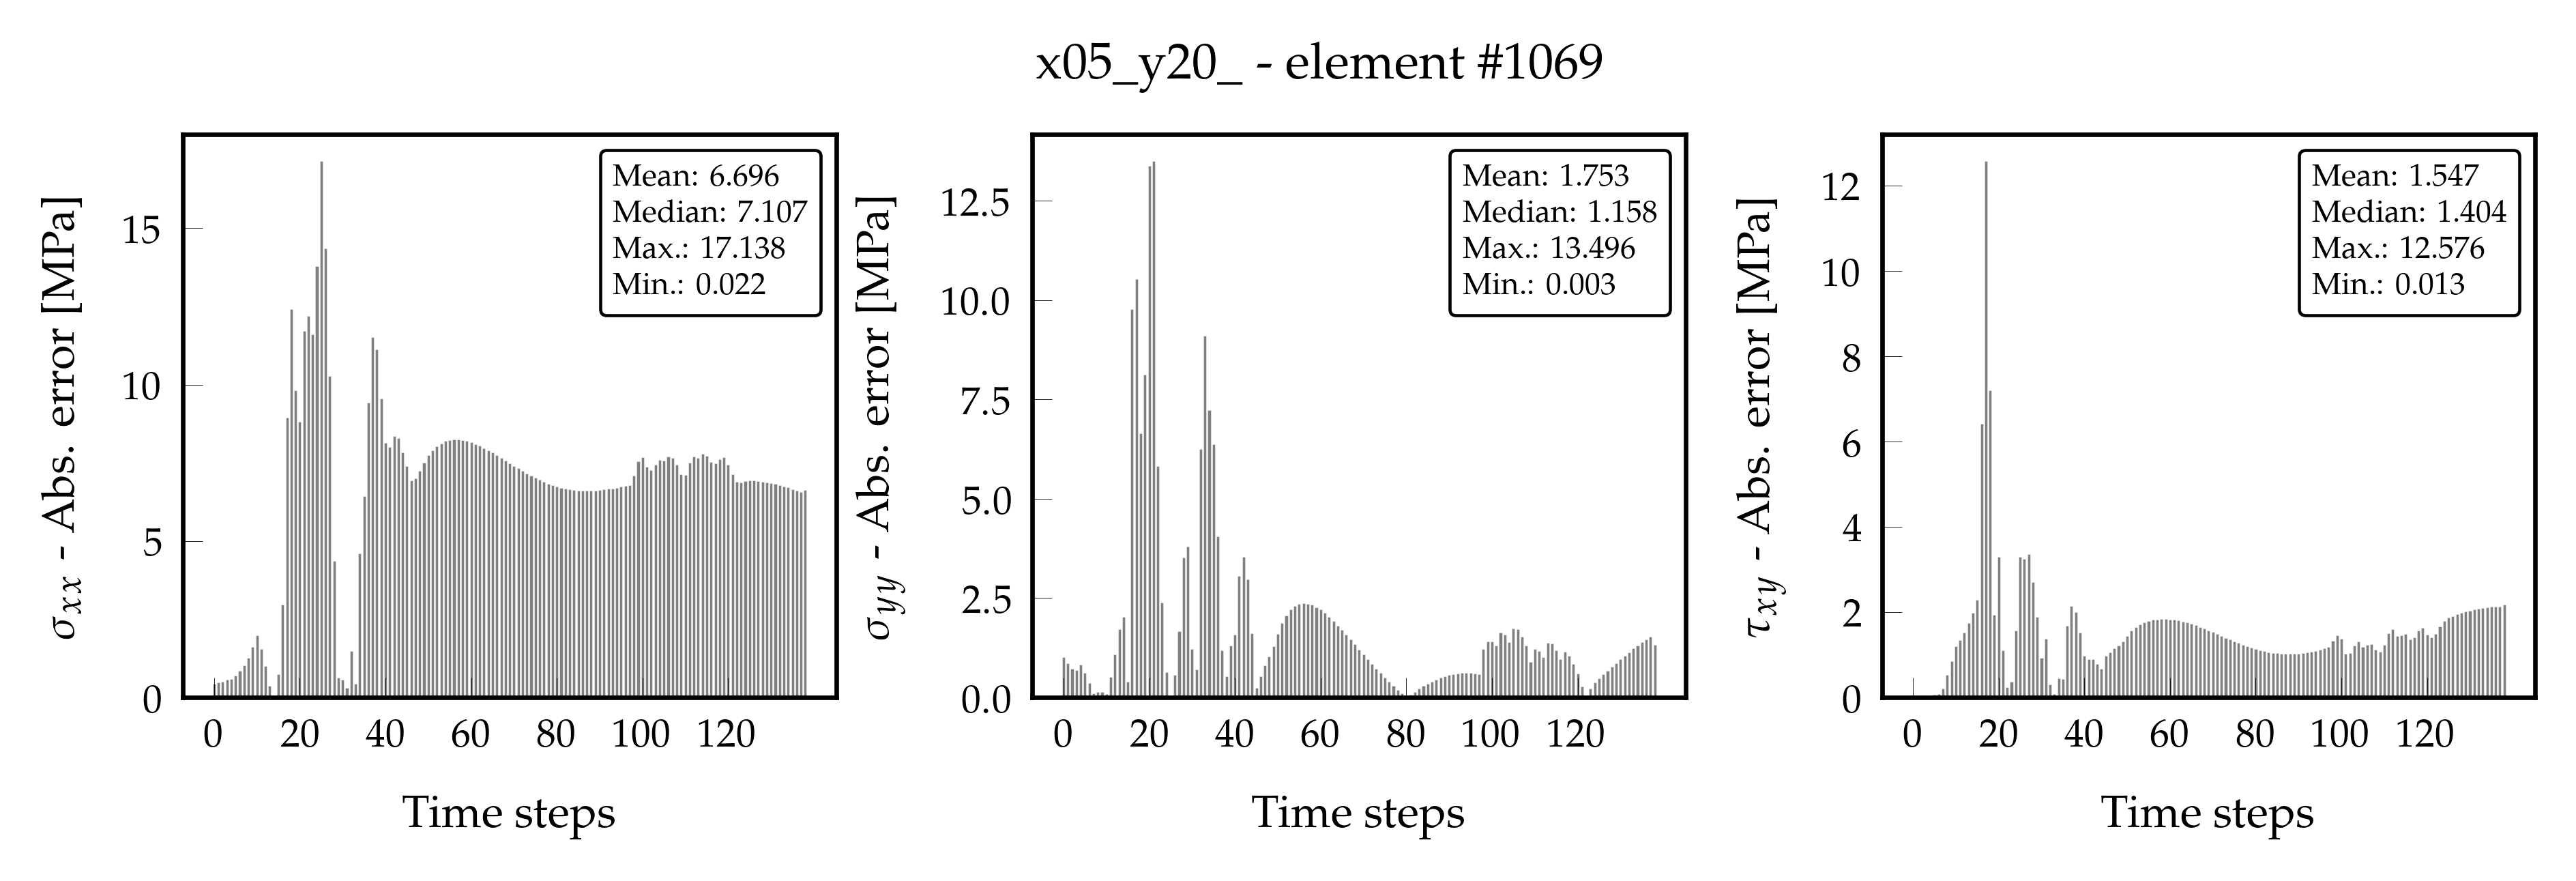 x05_y20_ - element #1069
σxx - Abs. error [MPa]
15
10
5
0
Mean: 6.696
Median: 7.107
Max.: 17.138
Min.: 0.022
0 20 40 60 80 100 120
Time steps
σyy - Abs. error [MPa]
12.5
10.0
7.5
5.0
2.5
0.0
Mean: 1.753
Median: 1.158
Max.: 13.496
Min.: 0.003
0 20 40 60 80 100 120
Time steps
τxy - Abs. error [MPa]
12
10
8
6
4
2
0
Mean: 1.547
Median: 1.404
Max.: 12.576
Min.: 0.013
0 20 40 60 80 100 120
Time steps